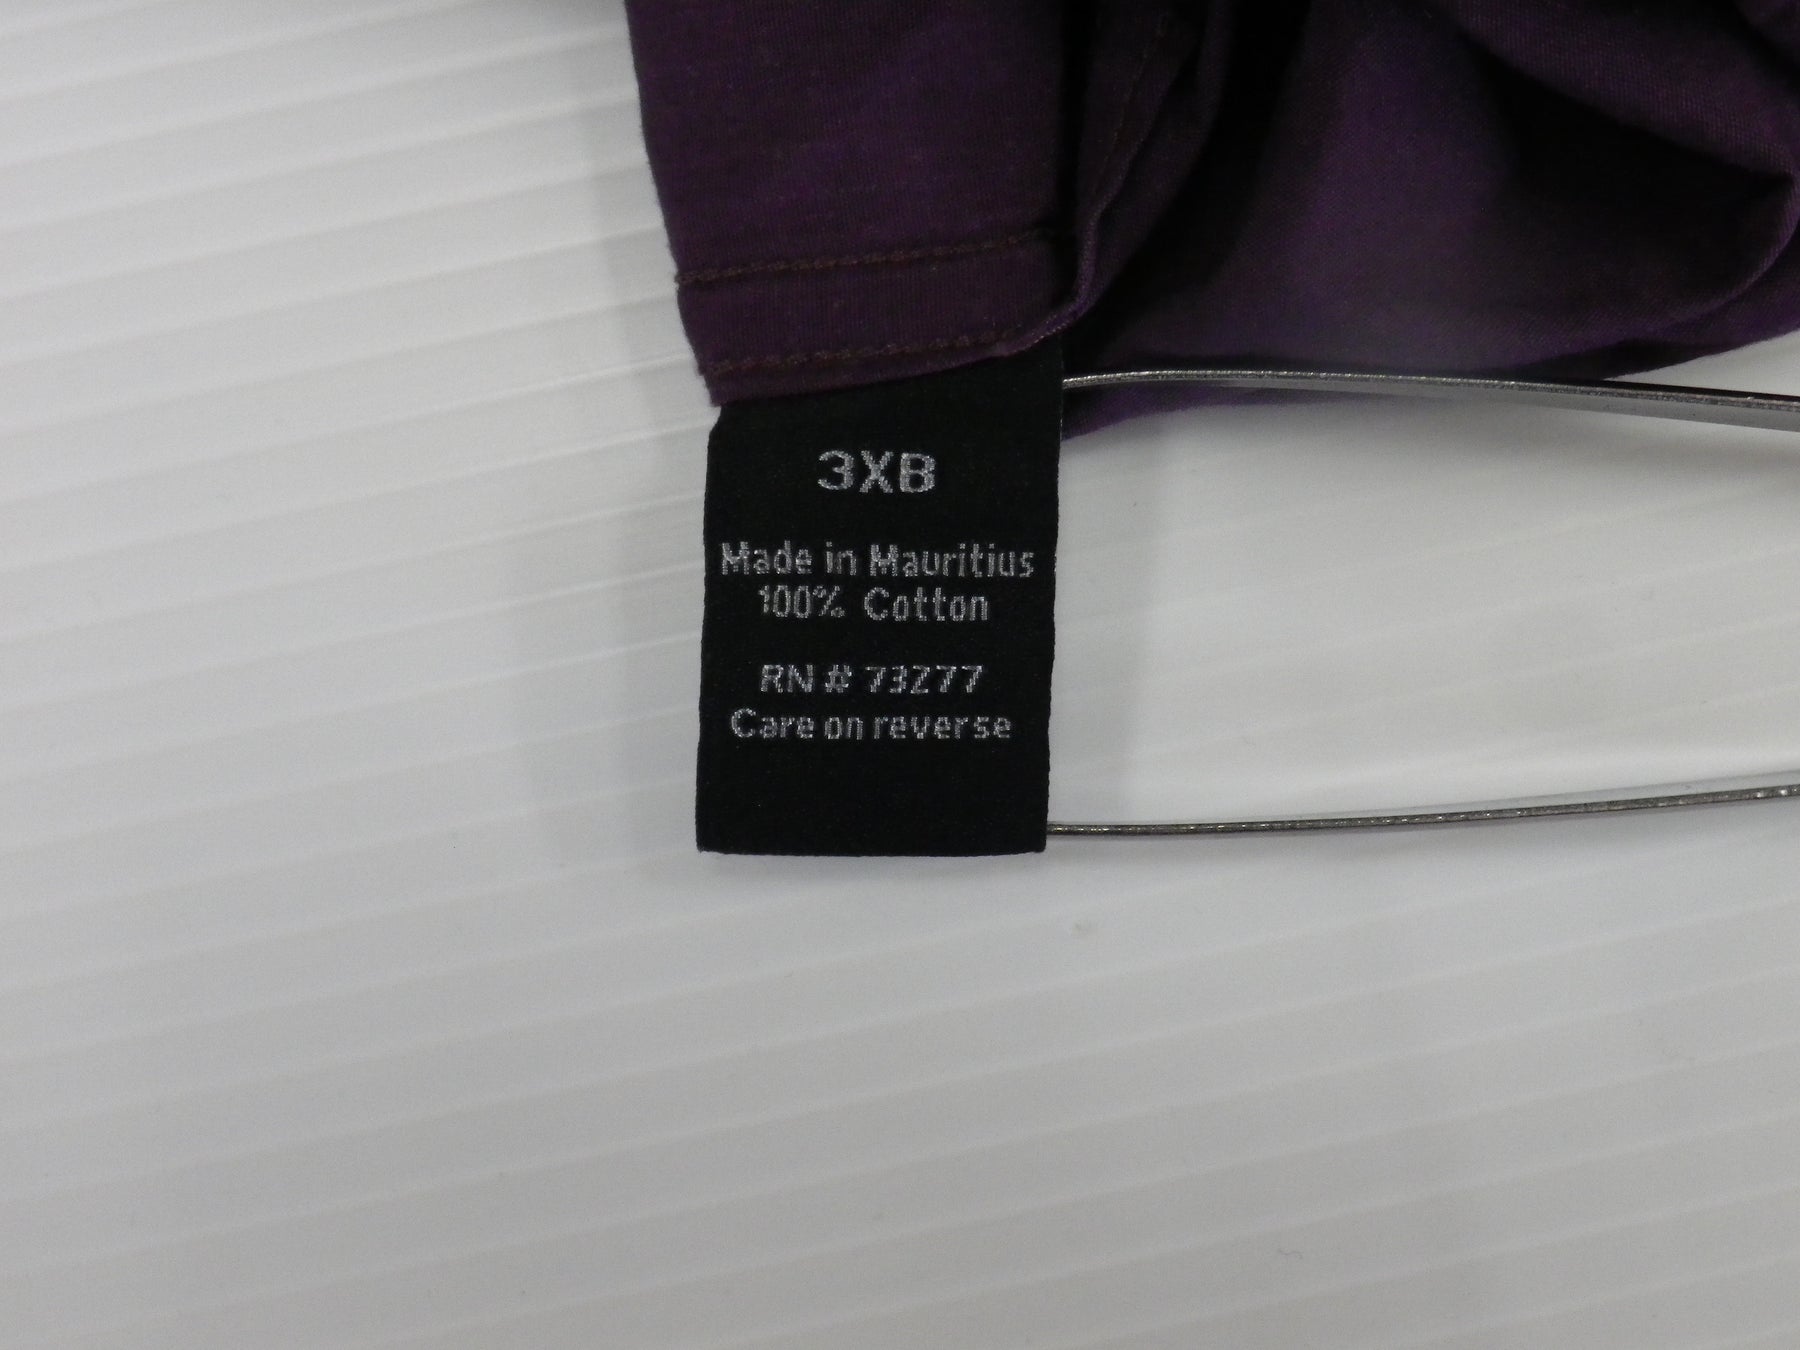 3XB
Made in Mauritius
100% Cotton
RN# 73277
Care on reverse